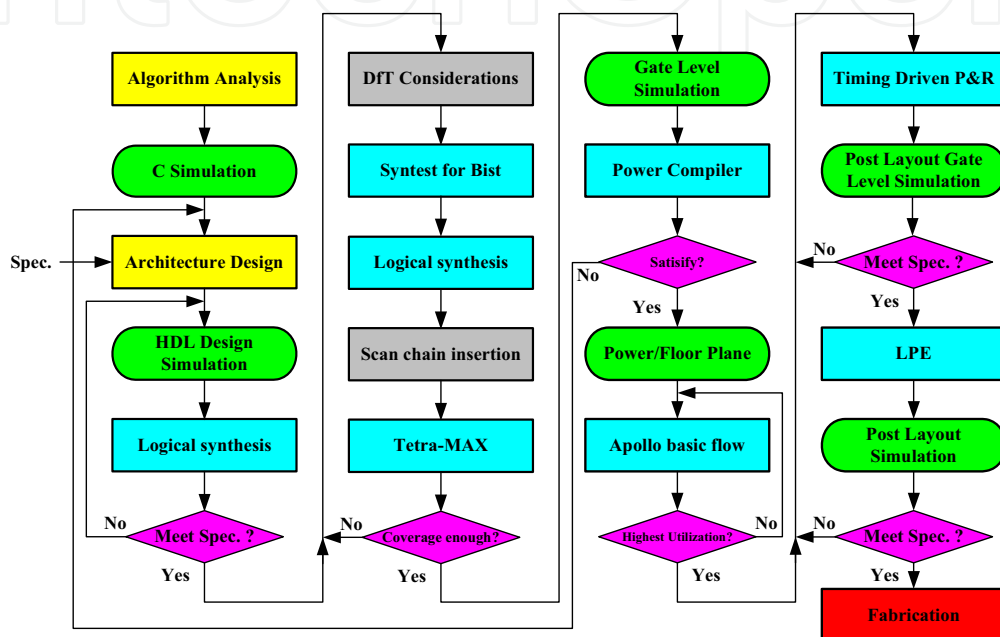 Algorithm Analysis
C Simulation
Spec.
Architecture Design
HDL Design
Simulation
Logical synthesis
No
Meet Spec. ?
Yes
DfT Considerations
Syntest for Bist
Logical synthesis
Scan chain insertion
Tetra-MAX
No
Coverage enough?
Yes
Gate Level
Simulation
Power Compiler
No
Satisify?
Yes
Power/Floor Plane
Apollo basic flow
Highest Utilization?
No
Yes
Timing Driven P&R
Post Layout Gate
Level Simulation
No
Meet Spec. ?
Yes
LPE
Post Layout
Simulation
No
Meet Spec. ?
Yes
Fabrication